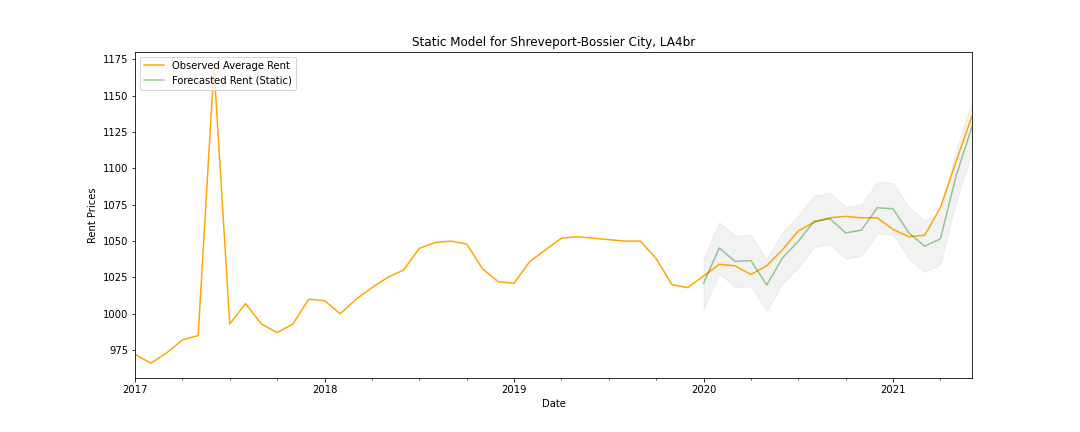 Static Model for Shreveport-Bossier City, LA4br
Observed Average Rent
Forecasted Rent (Static)
Rent Prices
1175
1150
1125
1100
1075
1050
1025
1000
975
2017 2018 2019 2020 2021
Date